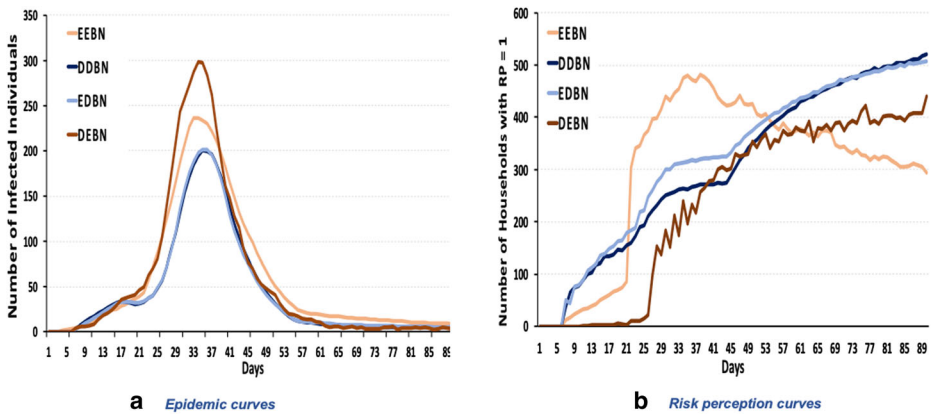 350
300
250
200
150
100
50
0
Number of Infected Individuals
EEBN
DDBN
EDBN
DEBN
1 5 9 13 17 21 25 29 33 37 41 45 49 53 57 61 65 69 73 77 81 85 89
Days
a Epidemic curves
600
500
400
300
200
100
0
Number of Households with RP = 1
EEBN
DDBN
EDBN
DEBN
1 5 9 13 17 21 25 29 33 37 41 45 49 53 57 61 65 69 73 77 81 85 89
Days
b Risk perception curves